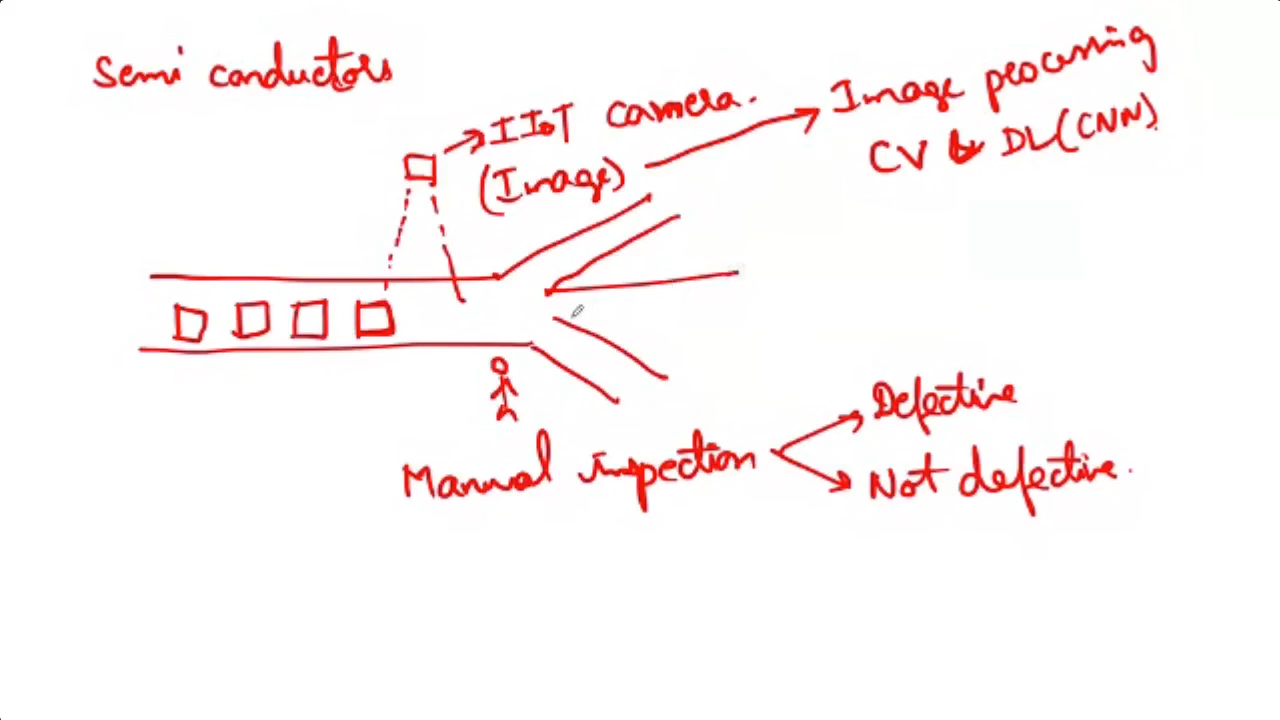 Semi conductors
IIoT camera.
(Image)
Image processing
CV & DL (CNN)
Manual inspection
Defective
Not defective.